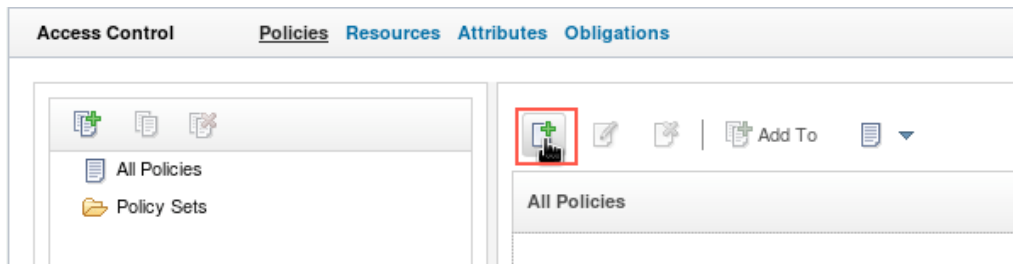 Access Control Policies Resources Attributes Obligations
Add To
All Policies
Policy Sets
All Policies